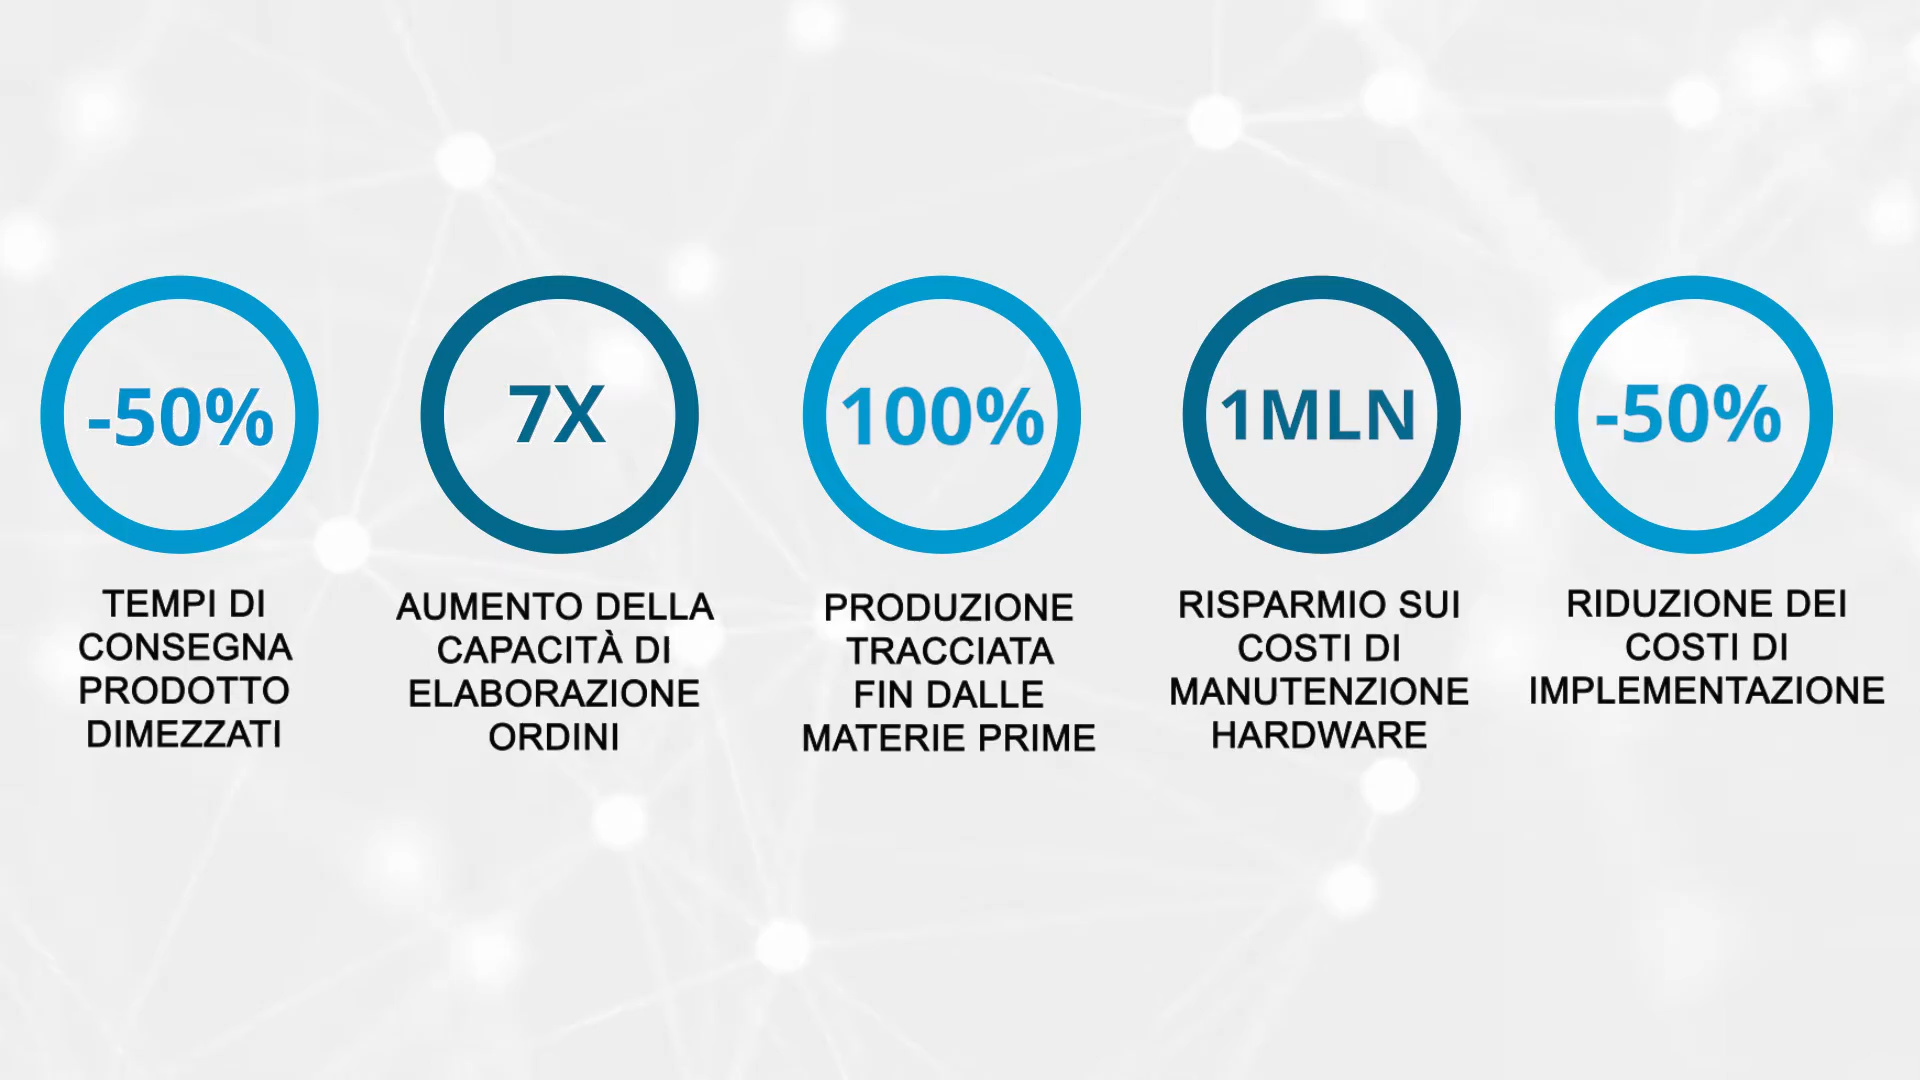 -50%
TEMPI DI
CONSEGNA
PRODOTTO
DIMEZZATI
7X
AUMENTO DELLA
CAPACITÀ DI
ELABORAZIONE
ORDINI
100%
PRODUZIONE
TRACCIATA
FIN DALLE
MATERIE PRIME
1MLN
RISPARMIO SUI
COSTI DI
MANUTENZIONE
HARDWARE
-50%
RIDUZIONE DEI
COSTI DI
IMPLEMENTAZIONE